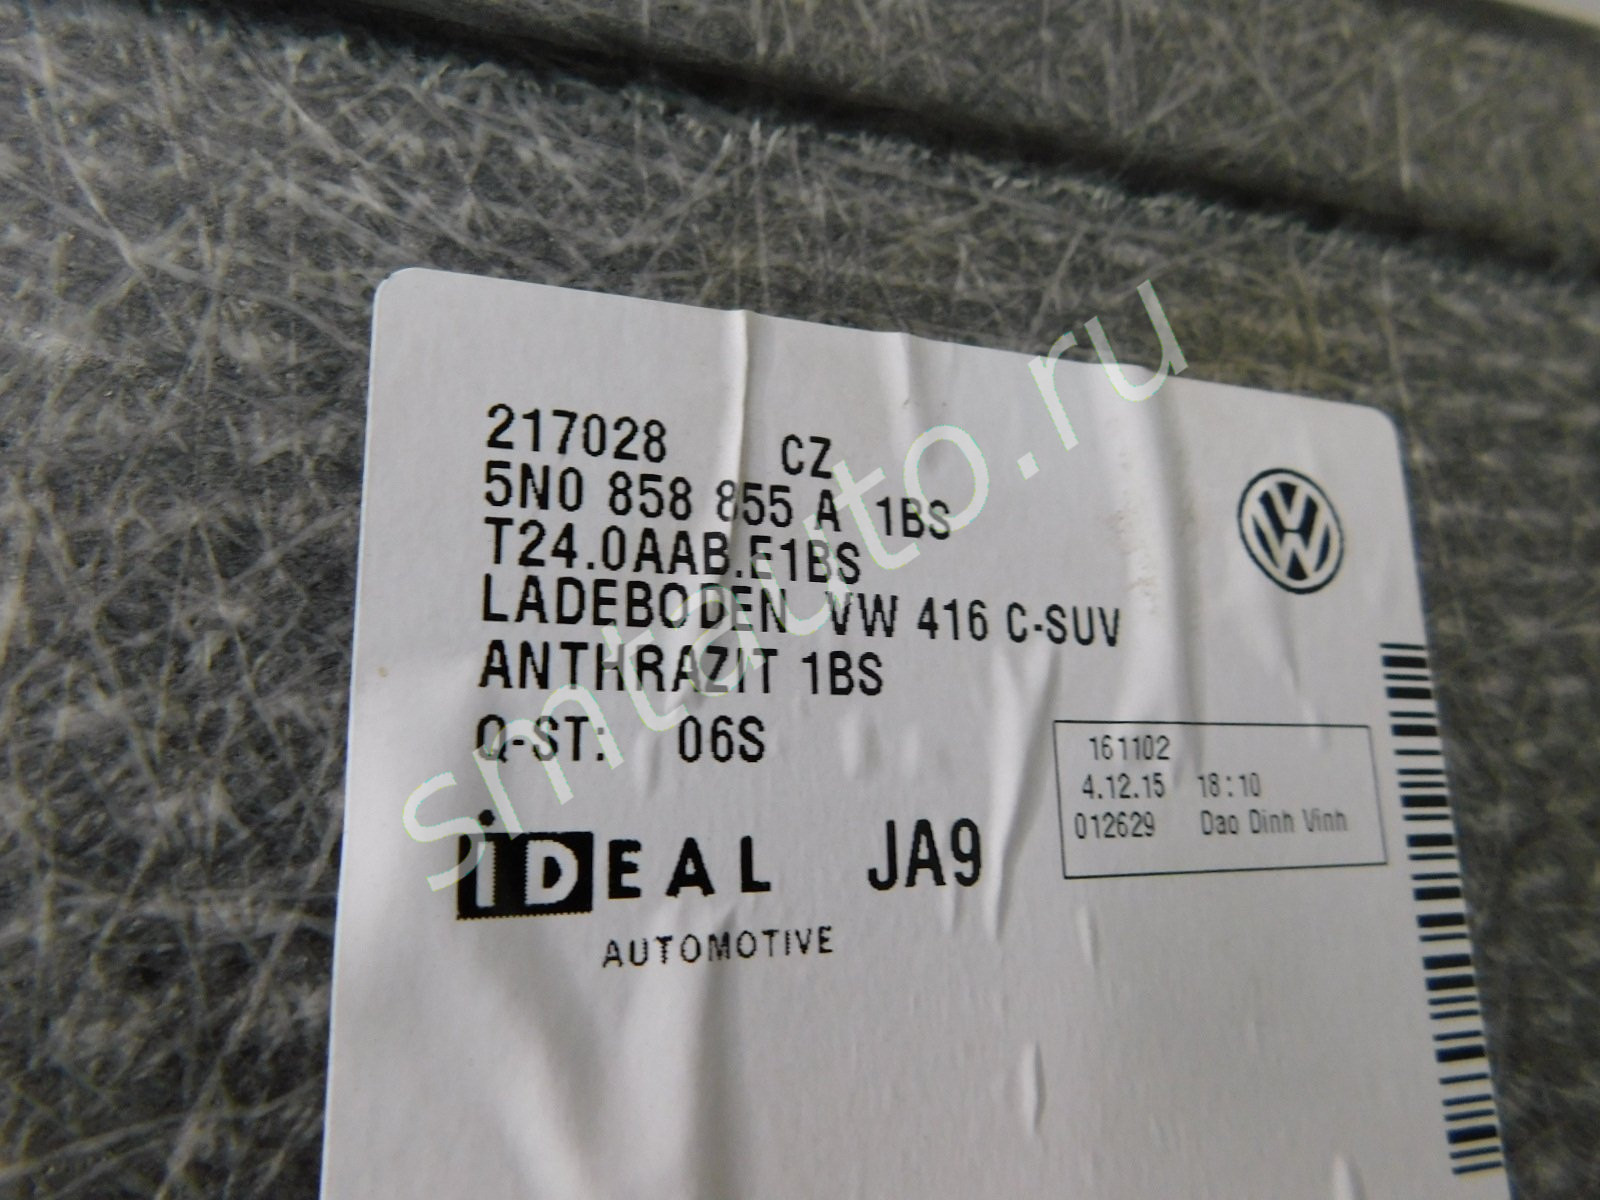 217028 CZ
5N0 858 855 A 1BS
T24.0AAB.E1BS
LADEBODEN VW 416 C-SUV
ANTHRAZIT 1BS
Q-ST: 06S
161102
4.12.15 18:10
012629 Dao Dinh Vinh
iDEAL JA9
AUTOMOTIVE
smtauto.ru